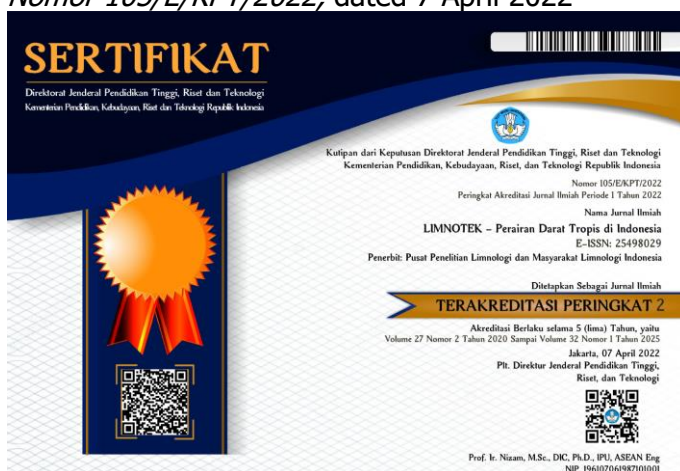 Nomor 105/E/KPT/2022, dated 7 April 2022
SERTIFIKAT
Direktorat Jenderal Pendidikan Tinggi, Riset dan Teknologi
Kementerian Pendidikan, Kebudayaan, Riset dan Teknologi Republik Indonesia
Kutipan dari Keputusan Direktorat Jenderal Pendidikan Tinggi, Riset dan Teknologi
Kementerian Pendidikan, Kebudayaan, Riset, dan Teknologi Republik Indonesia
Nomor 105/E/KPT/2022
Peringkat Akreditasi Jurnal Ilmiah Periode 1 Tahun 2022
Nama Jurnal Ilmiah
LIMNOTEK – Perairan Darat Tropis di Indonesia
E-ISSN: 25498029
Penerbit: Pusat Penelitian Limnologi dan Masyarakat Limnologi Indonesia
Ditetapkan Sebagai Jurnal Ilmiah
TERAKREDITASI PERINGKAT 2
Akreditasi Berlaku selama 5 (lima) Tahun, yaitu
Volume 27 Nomor 2 Tahun 2020 Sampai Volume 32 Nomor 1 Tahun 2025
Jakarta, 07 April 2022
Plt. Direktur Jenderal Pendidikan Tinggi,
Riset, dan Teknologi
Prof. Ir. Nizam, M.Sc., DIC, Ph.D., IPU, ASEAN Eng
NIP. 196107061987101001